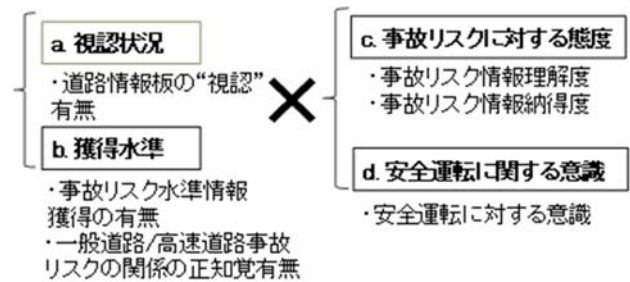 a. 視認状況
・道路情報板の“視認”
有無
b. 獲得水準
・事故リスク水準情報
獲得の有無
・一般道路/高速道路事故
リスクの関係の正知覚有無
×
c. 事故リスクに対する態度
・事故リスク情報理解度
・事故リスク情報納得度
d. 安全運転に関する意識
・安全運転に対する意識